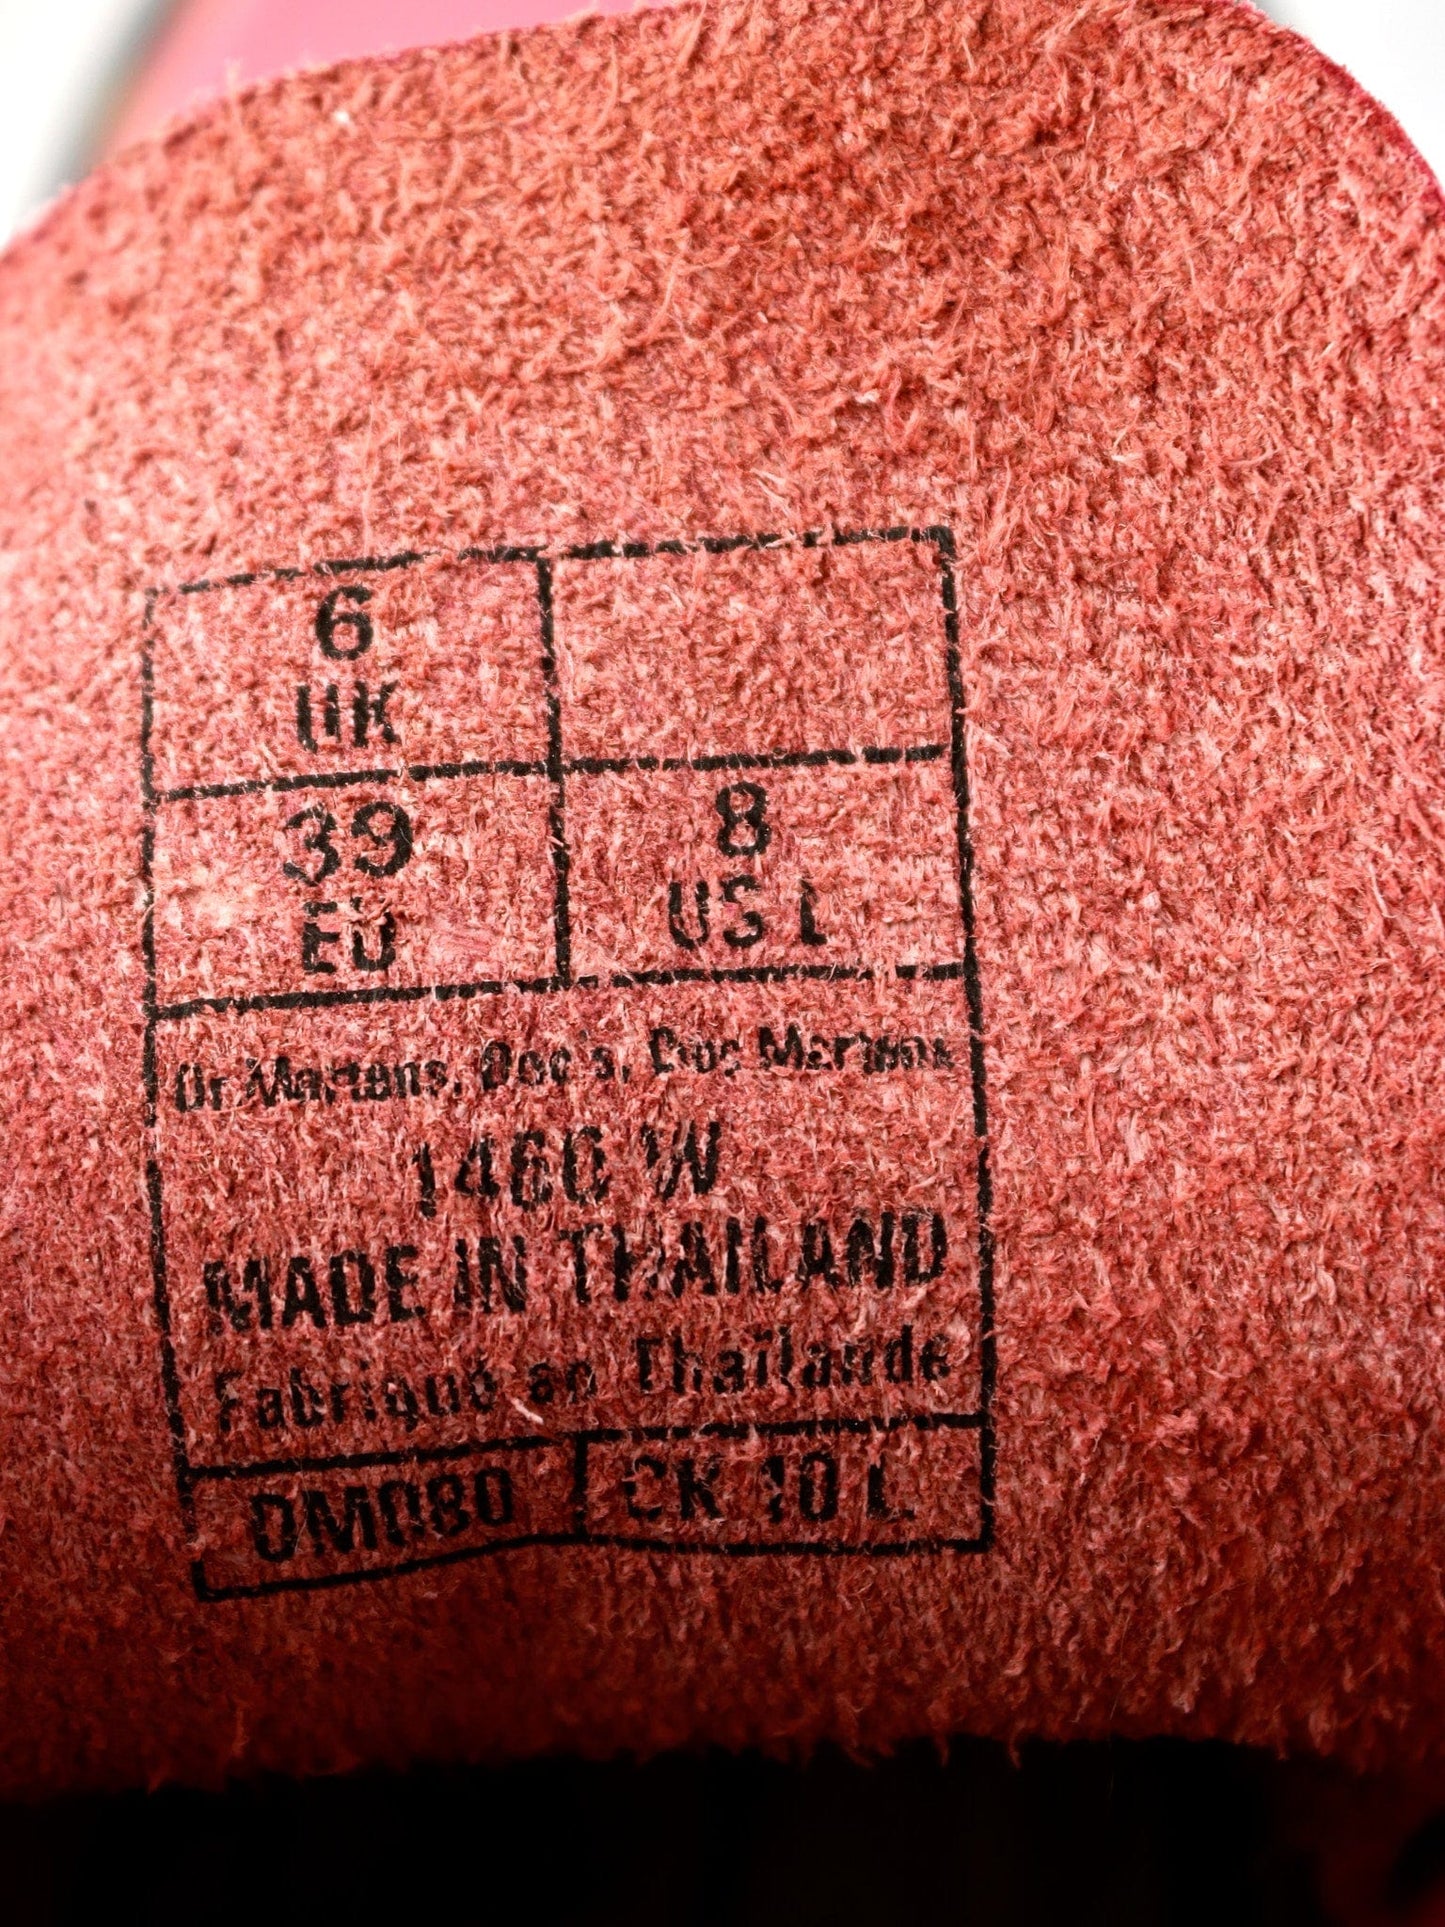 6
UK
39
EU
8
US L
Dr. Martens, Doc's, Doc Martens
1460 W
MADE IN THAILAND
Fabriqué en Thaïlande
DM080
CK 10 L